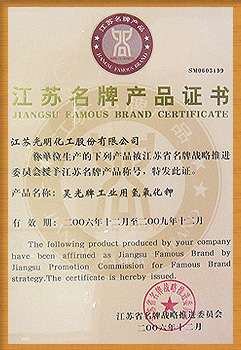 江苏名牌产品
JIANGSU FAMOUS BRAND
SM0605199
江苏名牌产品证书
JIANGSU FAMOUS BRAND CERTIFICATE
江苏光明化工股份有限公司
你单位生产的下列产品被江苏省名牌战略推进
委员会授予江苏名牌产品称号，特发此证。
产品名称 昊光牌工业用氢氧化钾
有效期：二00六年十二月至二00九年十二月
The following product produced by your company
have been affirmed as Jiangsu Famous Brand by
Jiangsu Promotion Commission for Famous Brand
strategy. The certificate is hereby issued.
江苏省名牌战略推进委员会
二00六年十二月